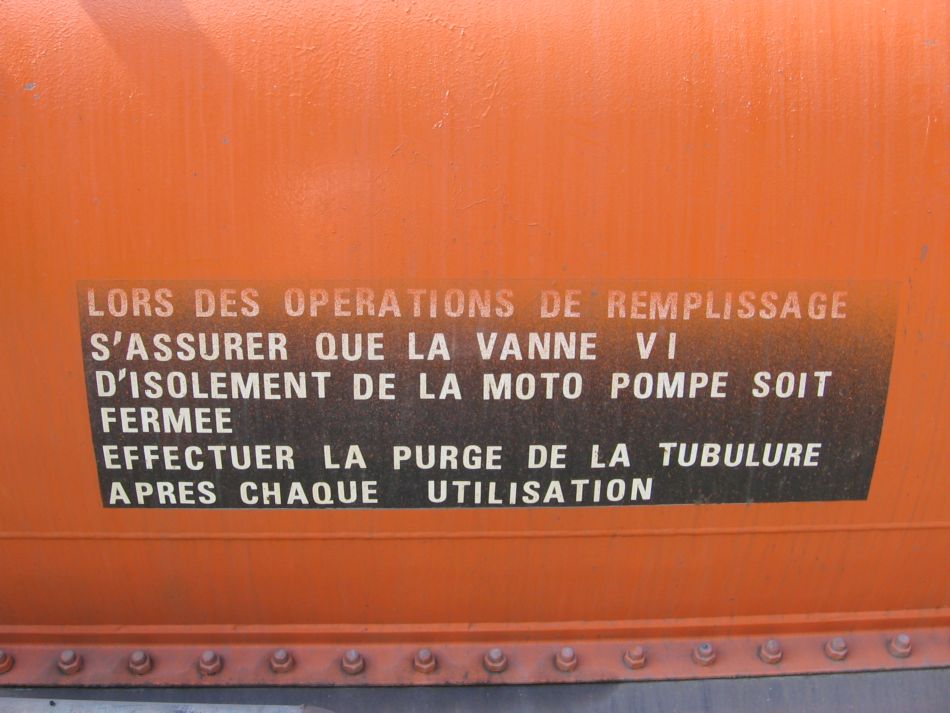 LORS DES OPERATIONS DE REMPLISSAGE
S'ASSURER QUE LA VANNE VI
D'ISOLEMENT DE LA MOTO POMPE SOIT
FERMEE
EFFECTUER LA PURGE DE LA TUBULURE
APRES CHAQUE UTILISATION